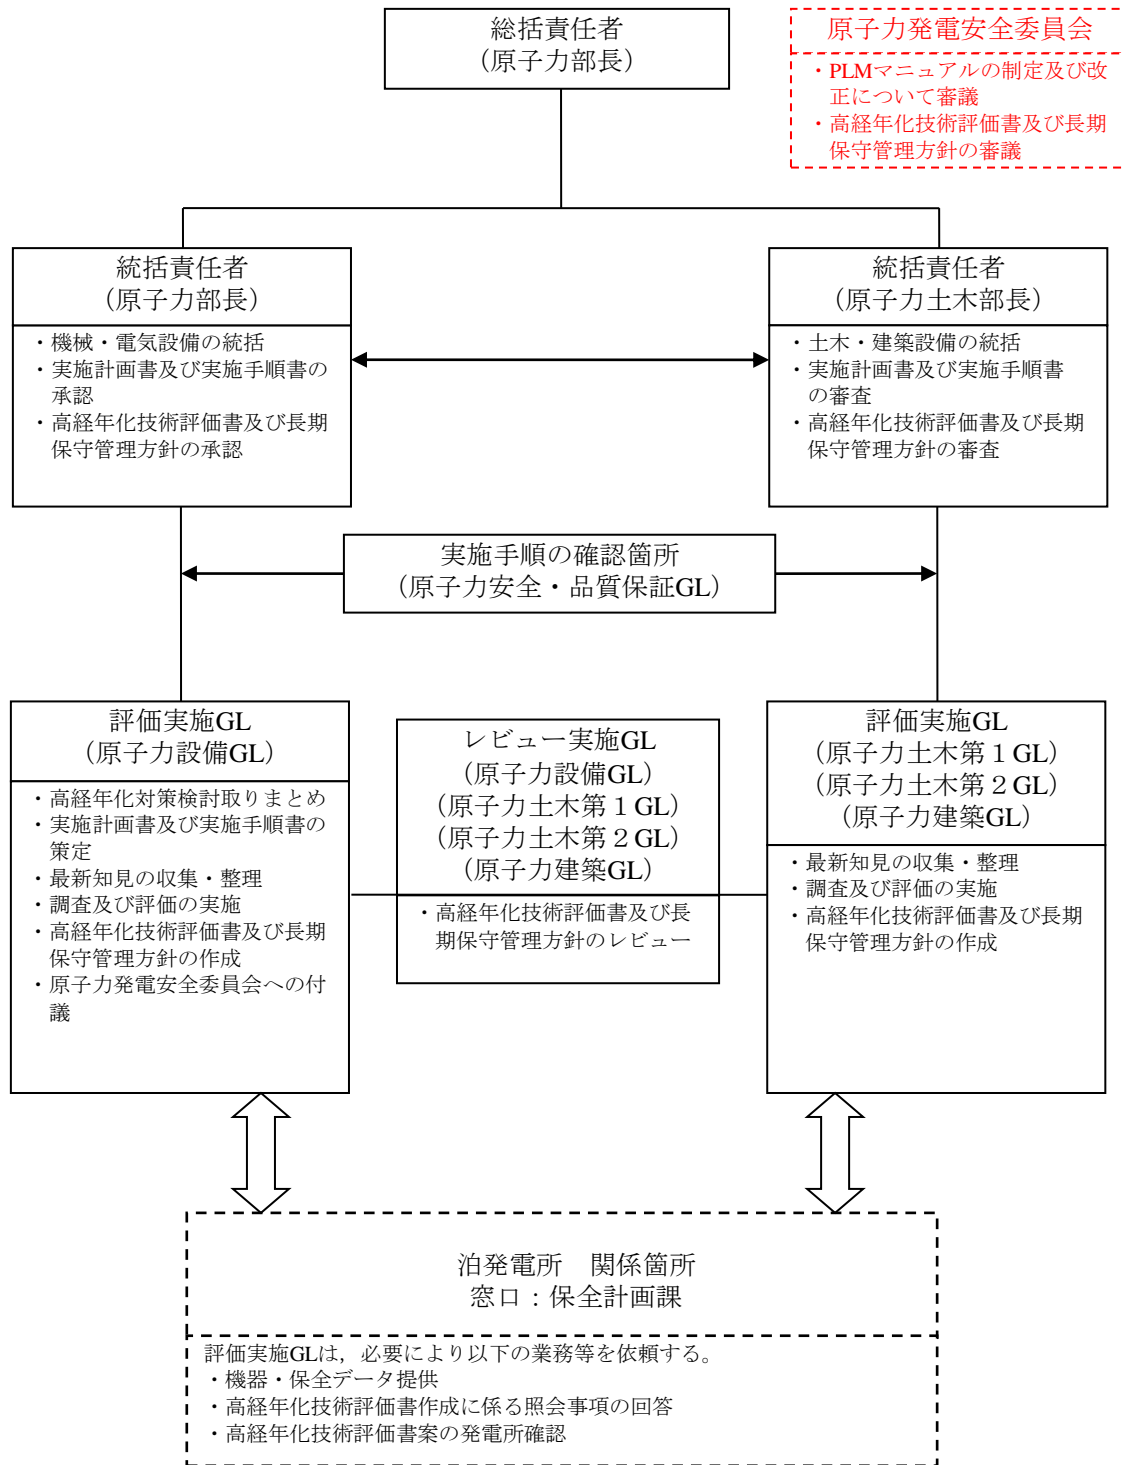 総括責任者
（原子力部長）
原子力発電安全委員会
・PLMマニュアルの制定及び改
正について審議
・高経年化技術評価書及び長期
保守管理方針の審議
統括責任者
（原子力部長）
・機械・電気設備の統括
・実施計画書及び実施手順書の
承認
・高経年化技術評価書及び長期
保守管理方針の承認
統括責任者
（原子力土木部長）
・土木・建築設備の統括
・実施計画書及び実施手順書
の審査
・高経年化技術評価書及び長期
保守管理方針の審査
実施手順の確認箇所
（原子力安全・品質保証GL）
評価実施GL
（原子力設備GL）
・高経年化対策検討取りまとめ
・実施計画書及び実施手順書の
策定
・最新知見の収集・整理
・調査及び評価の実施
・高経年化技術評価書及び長期
保守管理方針の作成
・原子力発電安全委員会への付
議
レビュー実施GL
（原子力設備GL）
（原子力土木第１GL）
（原子力土木第２GL）
（原子力建築GL）
・高経年化技術評価書及び長
期保守管理方針のレビュー
評価実施GL
（原子力土木第１GL）
（原子力土木第２GL）
（原子力建築GL）
・最新知見の収集・整理
・調査及び評価の実施
・高経年化技術評価書及び長期
保守管理方針の作成
泊発電所　関係箇所
窓口：保全計画課
評価実施GLは，必要により以下の業務等を依頼する。
・機器・保全データ提供
・高経年化技術評価書作成に係る照会事項の回答
・高経年化技術評価書案の発電所確認